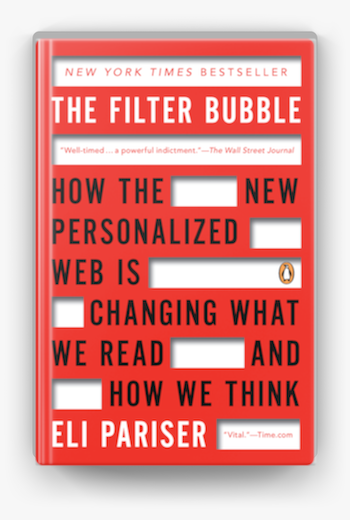 NEW YORK TIMES BESTSELLER
THE FILTER BUBBLE
"Well-timed ... a powerful indictment."—The Wall Street Journal
HOW THE NEW
PERSONALIZED
WEB IS
CHANGING WHAT
WE READ AND
HOW WE THINK
ELI PARISER "Vital."—Time.com